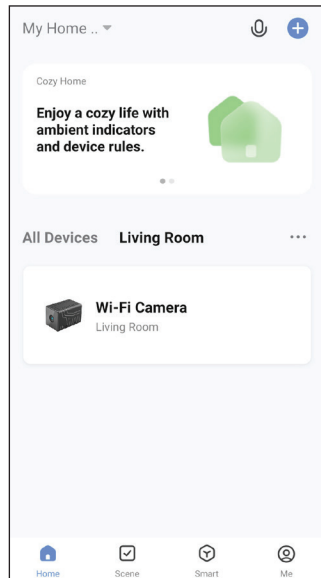 My Home ..
Cozy Home
Enjoy a cozy life with
ambient indicators
and device rules.
All Devices Living Room
Wi-Fi Camera
Living Room
Home Scene Smart Me